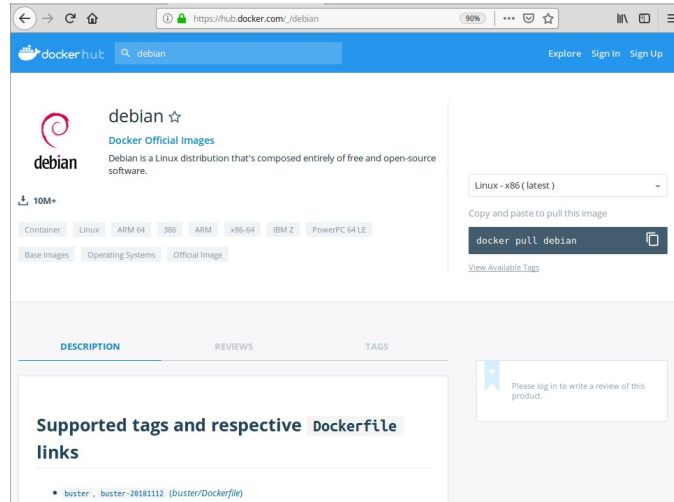 https://hub.docker.com/_/debian
90%
dockerhub
debian
Explore Sign In Sign Up
debian
debian
Docker Official Images
Debian is a Linux distribution that's composed entirely of free and open-source
software.
10M+
Container Linux ARM 64 386 ARM x86-64 IBM Z PowerPC 64 LE
Base Images Operating Systems Official Image
Linux - x86 ( latest )
Copy and paste to pull this image
docker pull debian
View Available Tags
DESCRIPTION REVIEWS TAGS
Please log in to write a review of this
product.
Supported tags and respective Dockerfile
links
• buster , buster-20181112 (buster/Dockerfile)